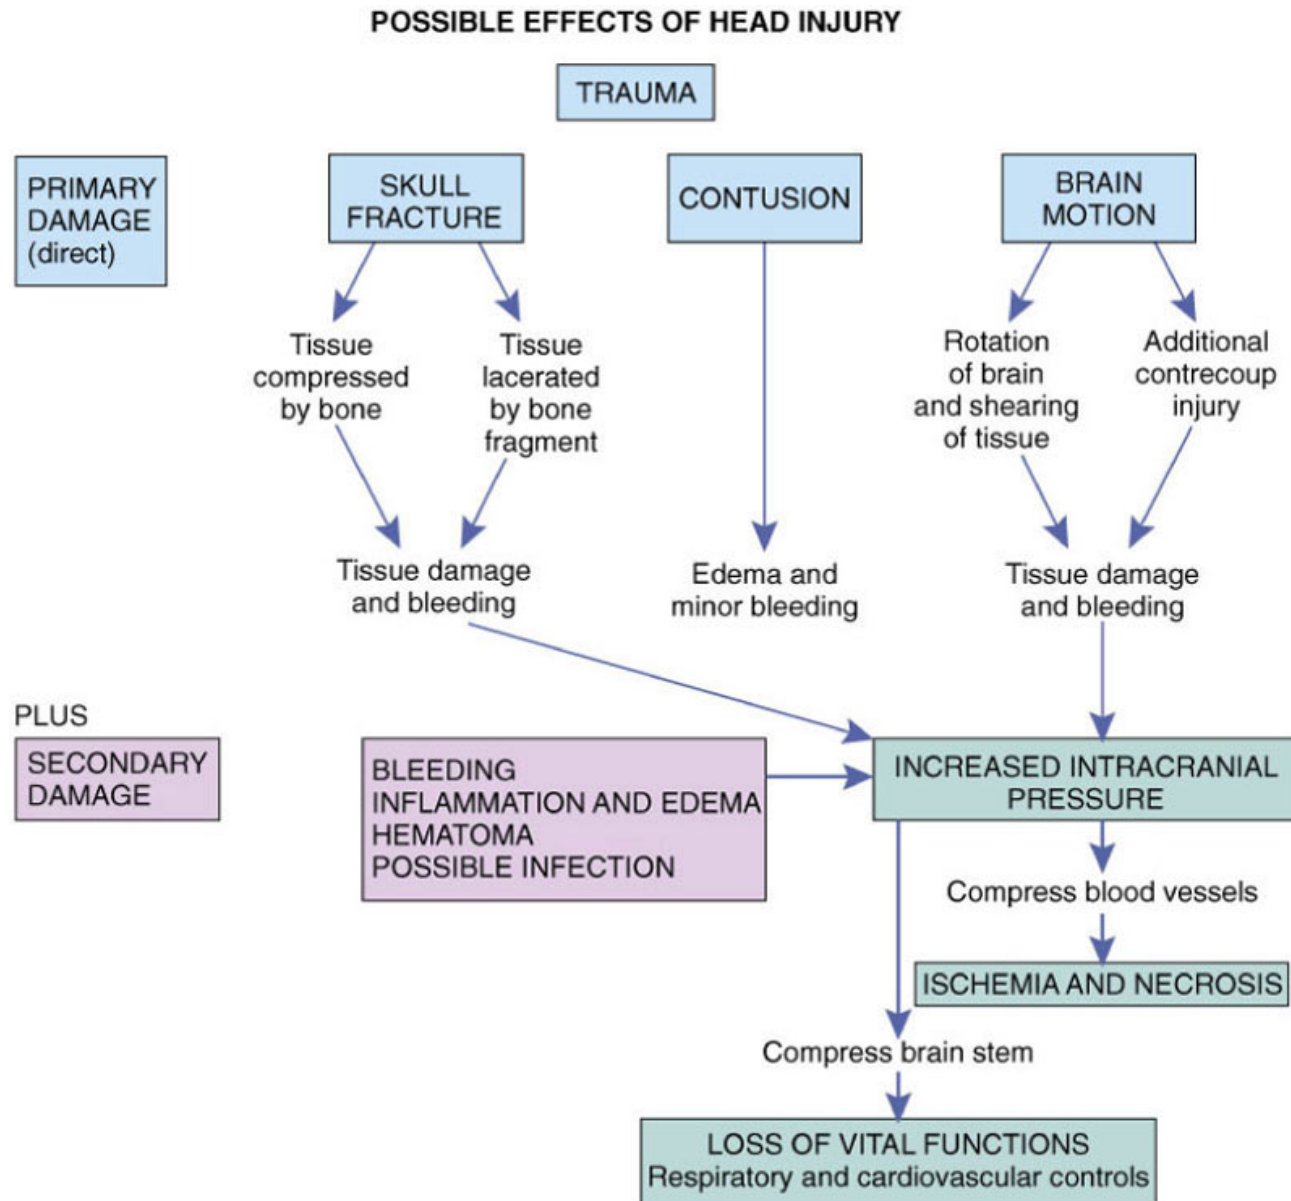 POSSIBLE EFFECTS OF HEAD INJURY
TRAUMA
PRIMARY
DAMAGE
(direct)
SKULL
FRACTURE
CONTUSION
BRAIN
MOTION
Tissue
compressed
by bone
Tissue
lacerated
by bone
fragment
Rotation
of brain
and shearing
of tissue
Additional
contrecoup
injury
Tissue damage
and bleeding
Edema and
minor bleeding
Tissue damage
and bleeding
PLUS
SECONDARY
DAMAGE
BLEEDING
INFLAMMATION AND EDEMA
HEMATOMA
POSSIBLE INFECTION
INCREASED INTRACRANIAL
PRESSURE
Compress blood vessels
ISCHEMIA AND NECROSIS
Compress brain stem
LOSS OF VITAL FUNCTIONS
Respiratory and cardiovascular controls